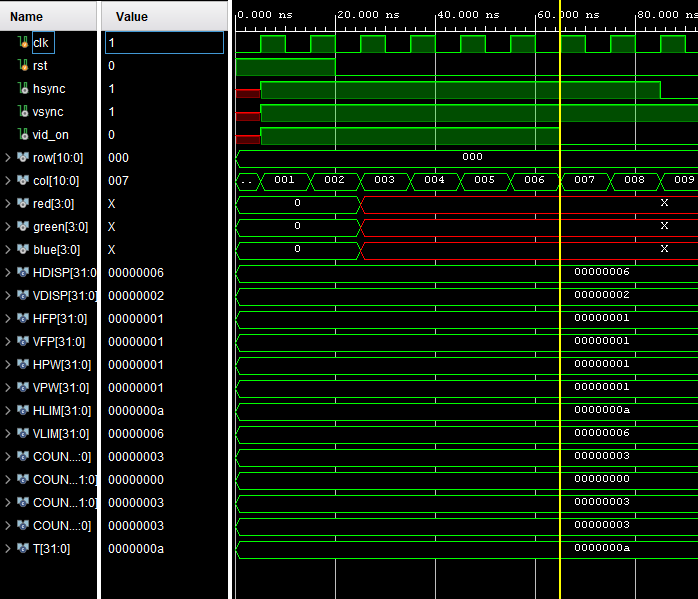 Name Value 0.000 ns 20.000 ns 40.000 ns 60.000 ns 80.000 ns
clk 1
rst 0
hsync 1
vsync 1
vid_on 0
row[10:0] 000 000
col[10:0] 007 .. 001 002 003 004 005 006 007 008 009
red[3:0] X 0 X
green[3:0] X 0 X
blue[3:0] X 0 X
HDISP[31:0 00000006 00000006
VDISP[31:0] 00000002 00000002
HFP[31:0] 00000001 00000001
VFP[31:0] 00000001 00000001
HPW[31:0] 00000001 00000001
VPW[31:0] 00000001 00000001
HLIM[31:0] 0000000a 0000000a
VLIM[31:0] 00000006 00000006
COUN...:0] 00000003 00000003
COUN...1:0] 00000000 00000000
COUN...1:0] 00000003 00000003
COUN...:0] 00000003 00000003
T[31:0] 0000000a 0000000a